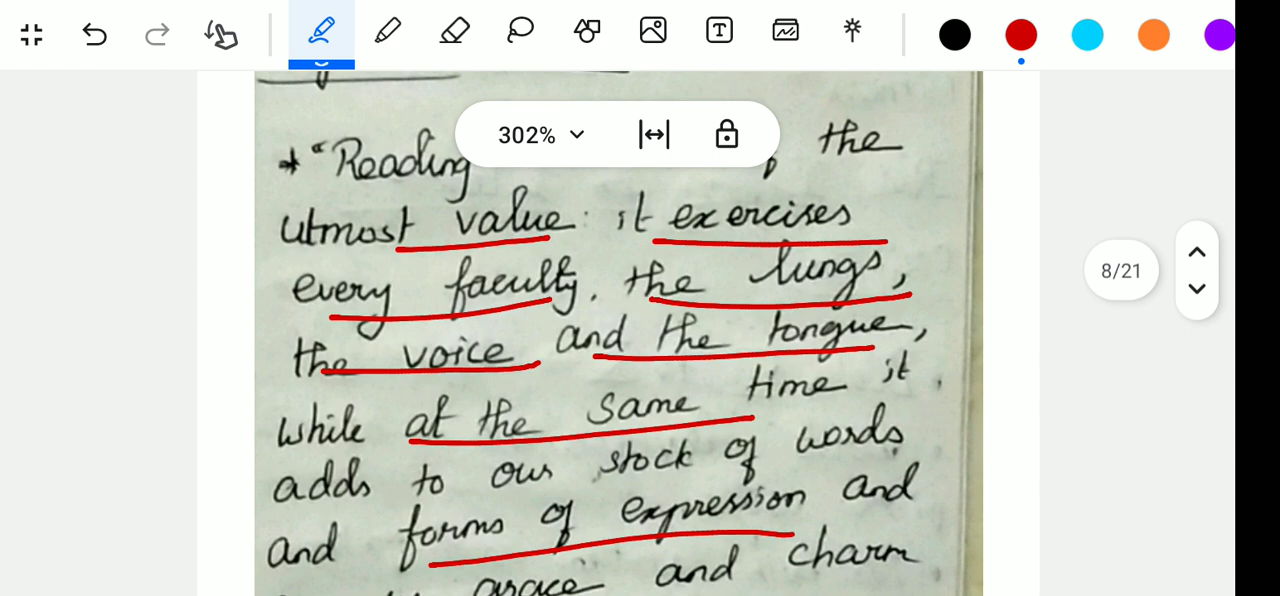 302%
* "Reading the
utmost value: it exercises
every faculty, the lungs,
the voice and the tongue,
while at the same time it
adds to our stock of words
and forms of expression and
grace and charm
8/21